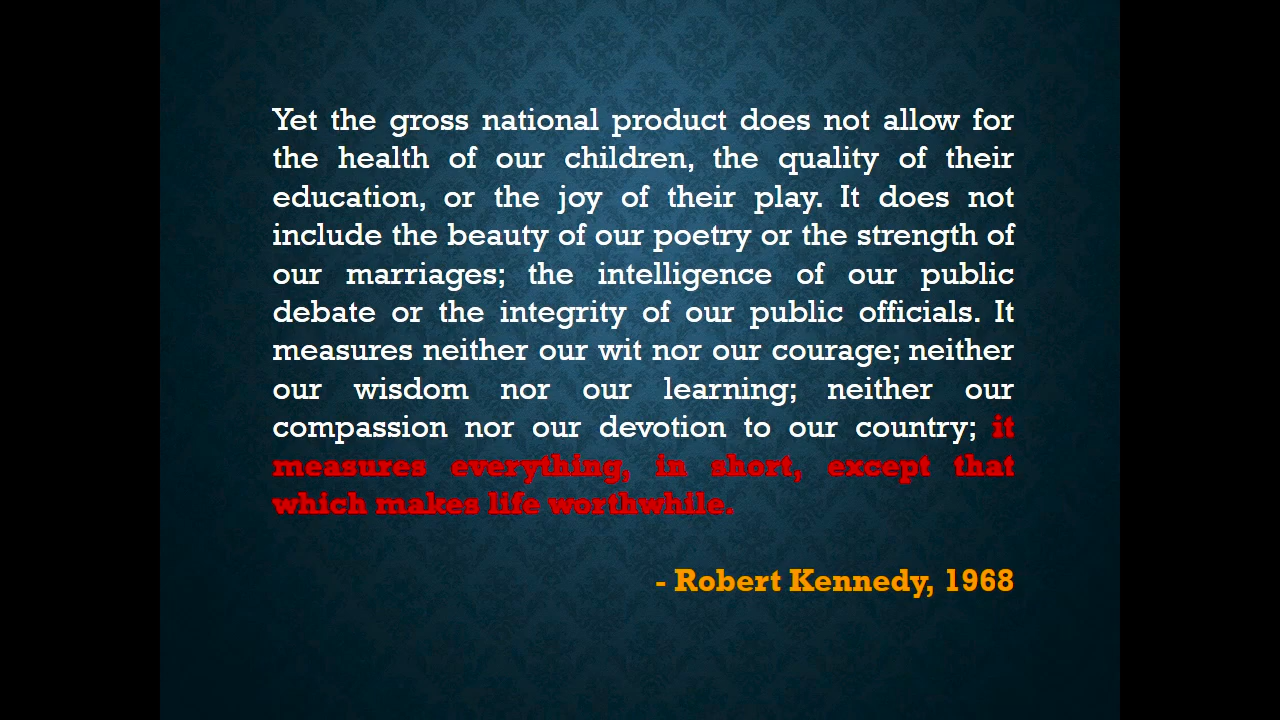 Yet the gross national product does not allow for
the health of our children, the quality of their
education, or the joy of their play. It does not
include the beauty of our poetry or the strength of
our marriages; the intelligence of our public
debate or the integrity of our public officials. It
measures neither our wit nor our courage; neither
our wisdom nor our learning; neither our
compassion nor our devotion to our country; it
measures everything, in short, except that
which makes life worthwhile.
- Robert Kennedy, 1968